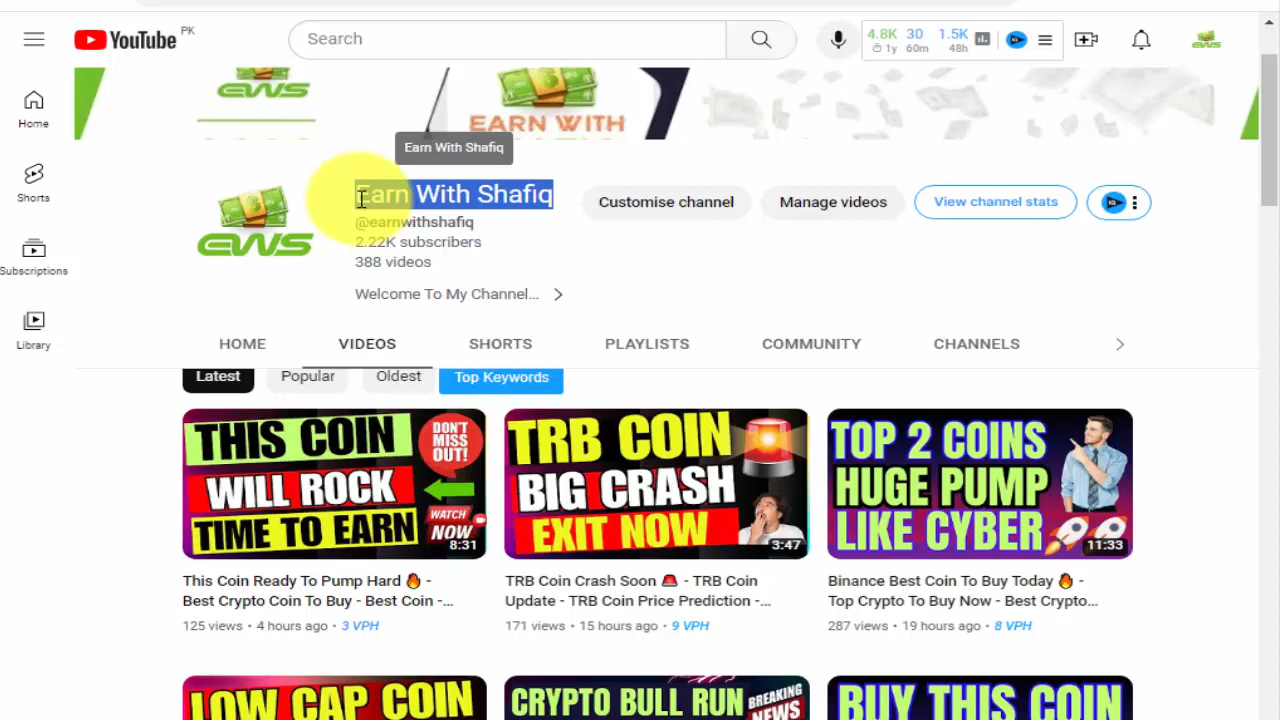 YouTube PK
Search
4.8K 30 1.5K
1y 60m 48h
EWS
EWS
EARN WITH
Home
Shorts
Subscriptions
Library
Earn With Shafiq
EWS
Earn With Shafiq
@earnwithshafiq
2.22K subscribers
388 videos
Welcome To My Channel...
Customise channel
Manage videos
View channel stats
HOME VIDEOS SHORTS PLAYLISTS COMMUNITY CHANNELS
Latest Popular Oldest Top Keywords
THIS COIN
WILL ROCK
TIME TO EARN
DON'T
MISS
OUT!
WATCH
NOW
8:31
This Coin Ready To Pump Hard 🔥 -
Best Crypto Coin To Buy - Best Coin -...
125 views • 4 hours ago • 3 VPH
TRB COIN
BIG CRASH
EXIT NOW
3:47
TRB Coin Crash Soon 🚨 - TRB Coin
Update - TRB Coin Price Prediction -...
171 views • 15 hours ago • 9 VPH
TOP 2 COINS
HUGE PUMP
LIKE CYBER
11:33
Binance Best Coin To Buy Today 🔥 -
Top Crypto To Buy Now - Best Crypto...
287 views • 19 hours ago • 8 VPH
LOW CAP COIN
CRYPTO BULL RUN
BREAKING
NEWS
BUY THIS COIN